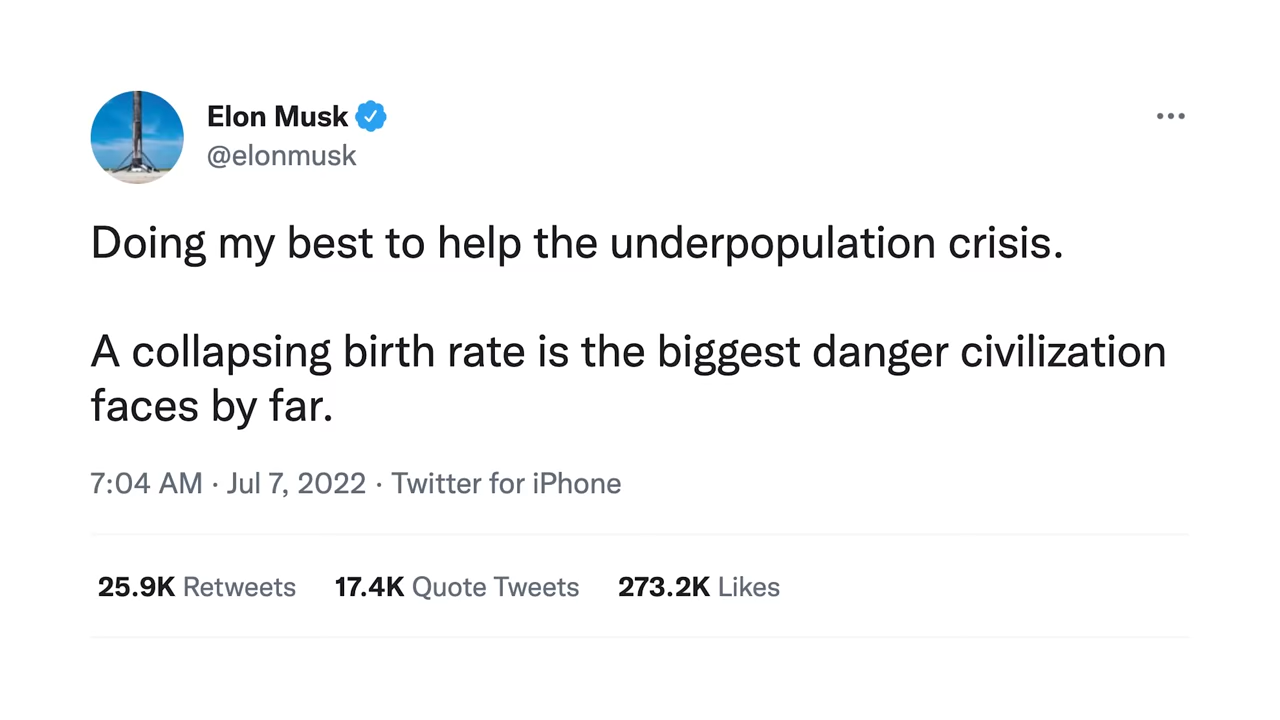 Elon Musk
@elonmusk
Doing my best to help the underpopulation crisis.
A collapsing birth rate is the biggest danger civilization
faces by far.
7:04 AM · Jul 7, 2022 · Twitter for iPhone
25.9K Retweets 17.4K Quote Tweets 273.2K Likes